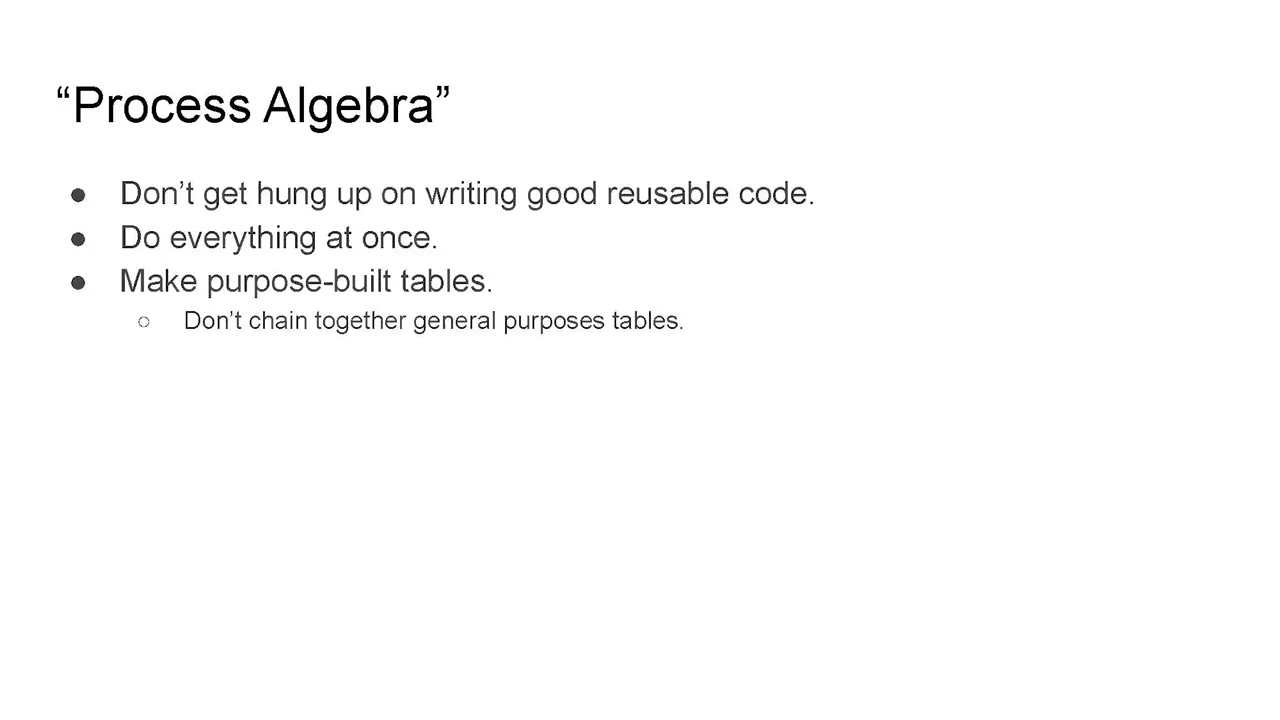 “Process Algebra”
● Don’t get hung up on writing good reusable code.
● Do everything at once.
● Make purpose-built tables.
○ Don’t chain together general purposes tables.